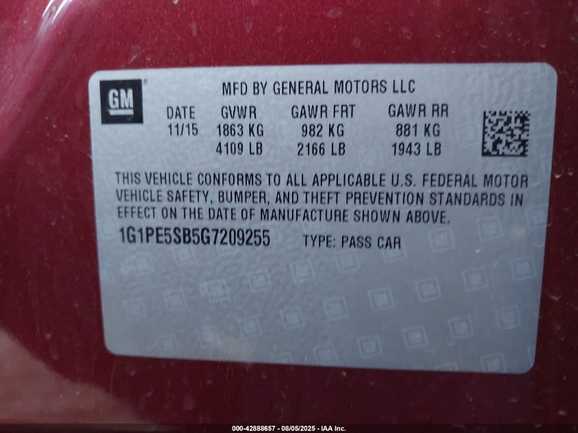 GM
MFD BY GENERAL MOTORS LLC
DATE GVWR GAWR FRT GAWR RR
11/15 1863 KG 982 KG 881 KG
4109 LB 2166 LB 1943 LB
THIS VEHICLE CONFORMS TO ALL APPLICABLE U.S. FEDERAL MOTOR
VEHICLE SAFETY, BUMPER, AND THEFT PREVENTION STANDARDS IN
EFFECT ON THE DATE OF MANUFACTURE SHOWN ABOVE.
1G1PE5SB5G7209255 TYPE: PASS CAR
000-42888657 - 08/05/2025 - IAA Inc.